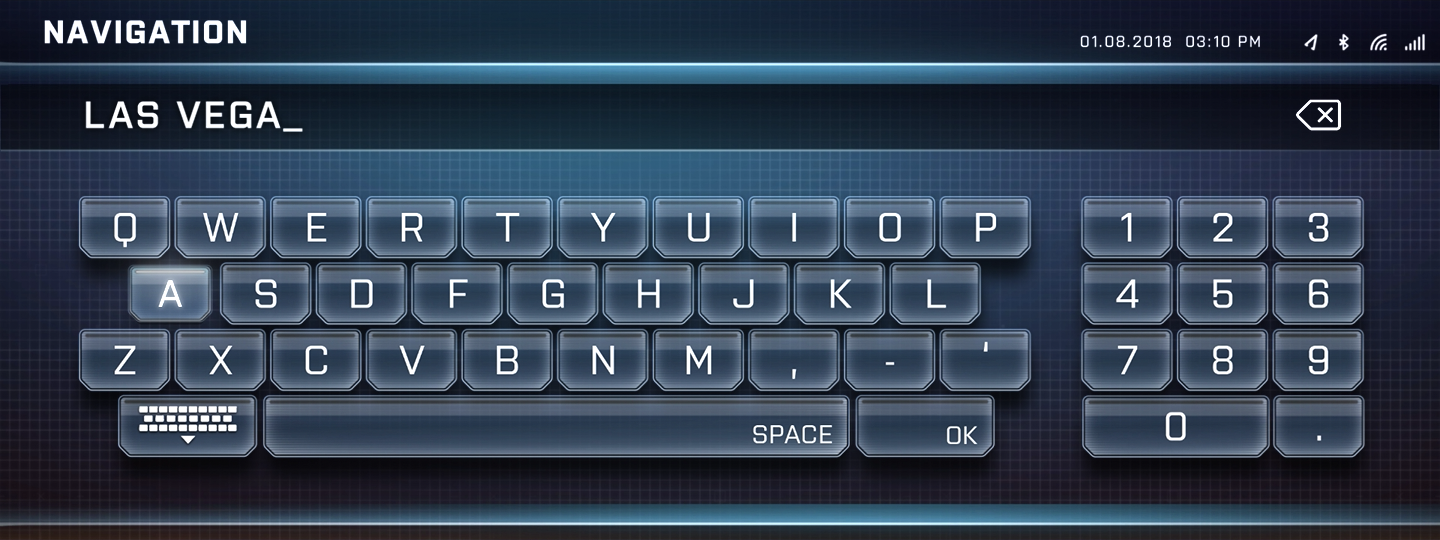 NAVIGATION
01.08.2018 03:10 PM
LAS VEGA_
Q W E R T Y U I O P 1 2 3
A S D F G H J K L 4 5 6
Z X C V B N M , - ' 7 8 9
SPACE OK 0 .